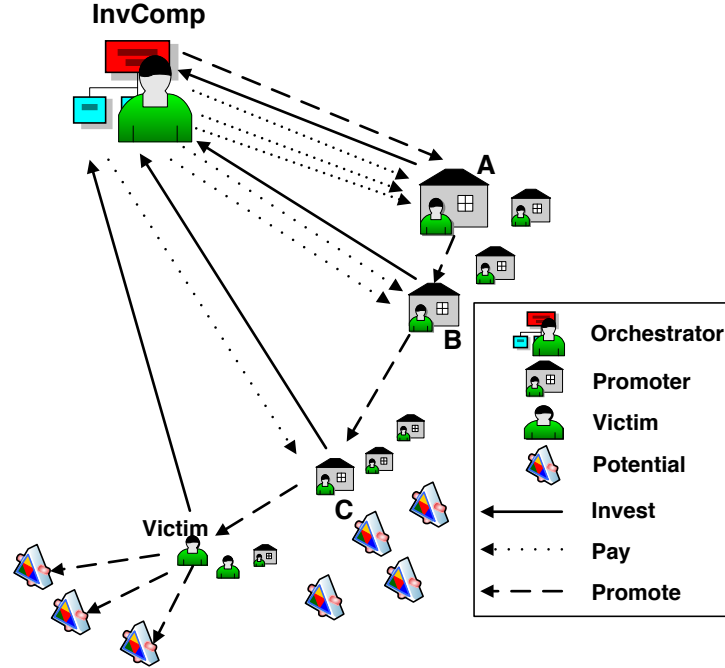 InvComp
A
B
C
Victim
Orchestrator
Promoter
Victim
Potential
Invest
Pay
Promote